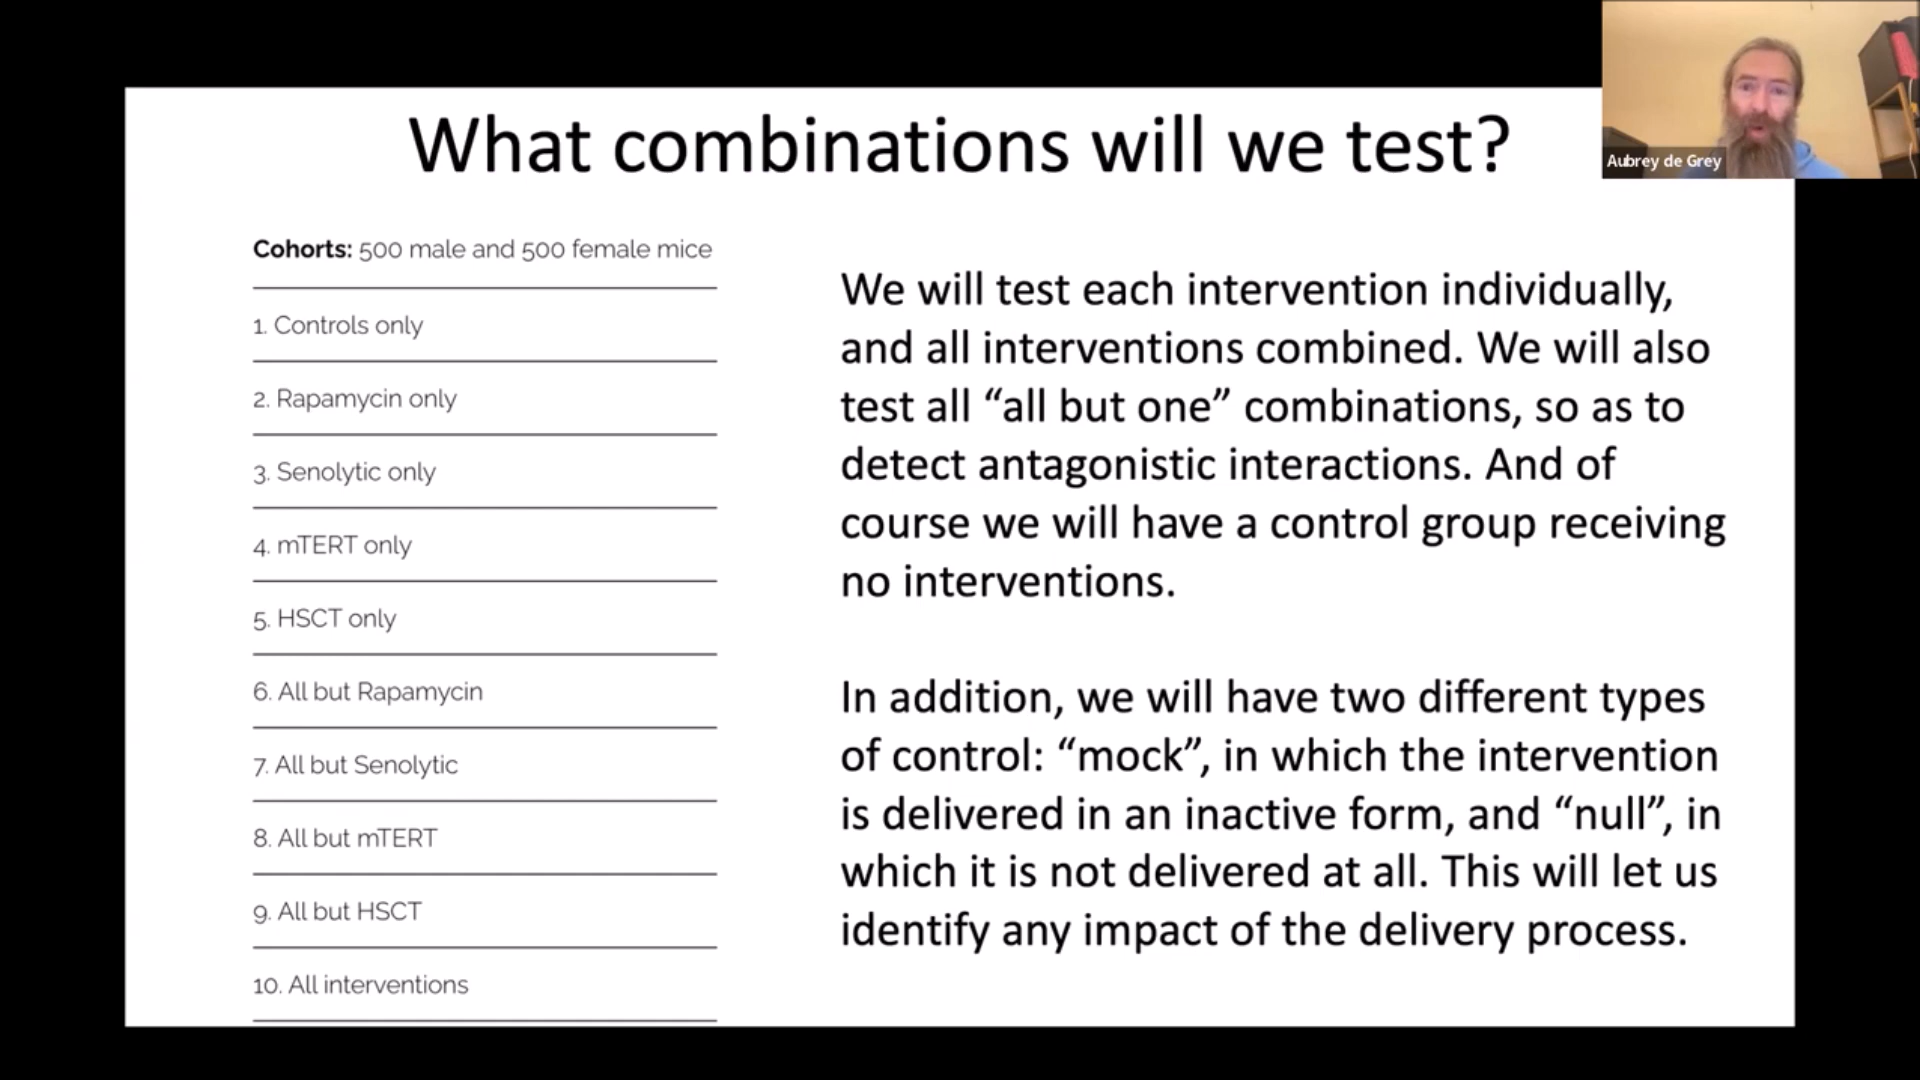 What combinations will we test?
Aubrey de Grey
Cohorts: 500 male and 500 female mice
1. Controls only
2. Rapamycin only
3. Senolytic only
4. mTERT only
5. HSCT only
6. All but Rapamycin
7. All but Senolytic
8. All but mTERT
9. All but HSCT
10. All interventions
We will test each intervention individually,
and all interventions combined. We will also
test all “all but one” combinations, so as to
detect antagonistic interactions. And of
course we will have a control group receiving
no interventions.
In addition, we will have two different types
of control: “mock”, in which the intervention
is delivered in an inactive form, and “null”, in
which it is not delivered at all. This will let us
identify any impact of the delivery process.